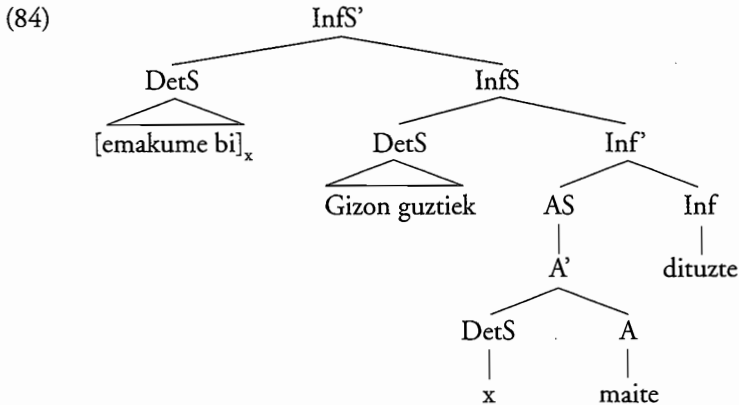 (84) InfS’
DetS InfS
[emakume bi]x DetS Inf’
Gizon guztiek AS Inf
A’ dituzte
DetS A
x maite